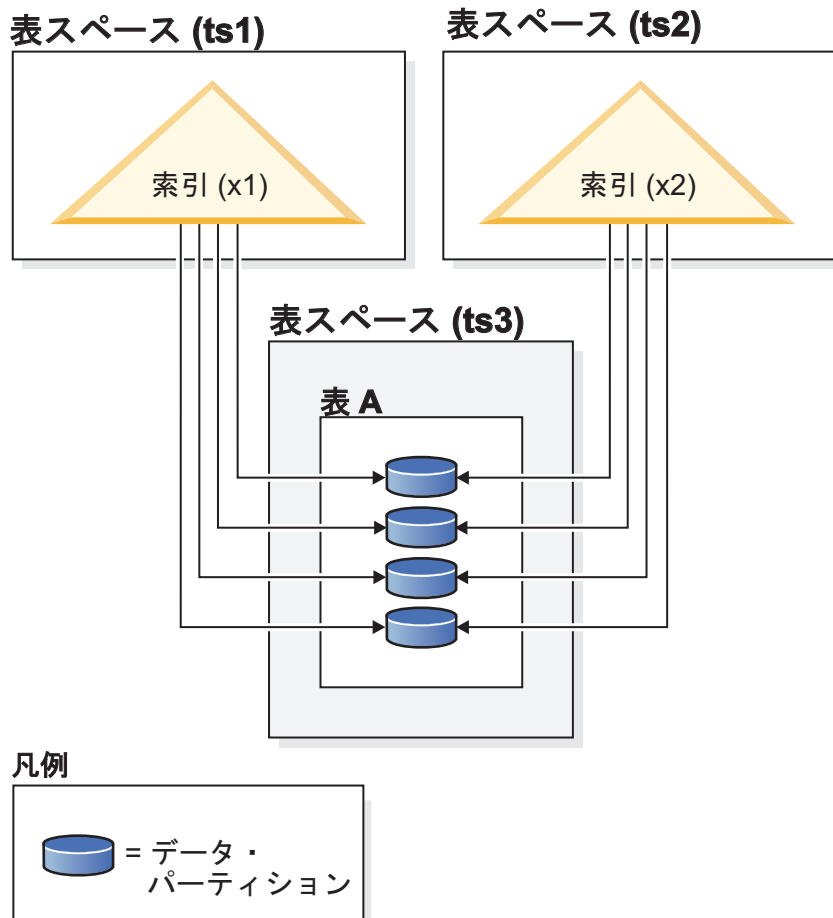 表スペース (ts1)
表スペース (ts2)
索引 (x1)
索引 (x2)
表スペース (ts3)
表 A
凡例
= データ・
パーティション